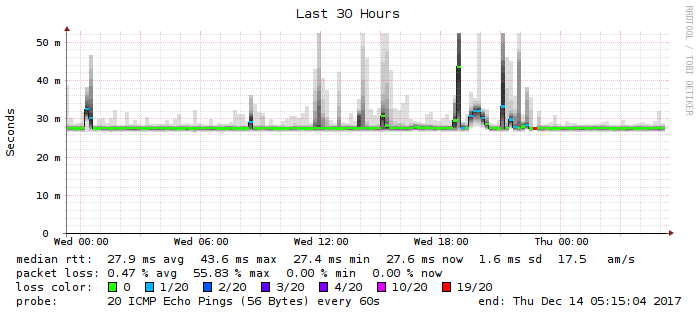 Last 30 Hours
RRDTOOL / TOBI OETIKER
Seconds
50 m
40 m
30 m
20 m
10 m
0
Wed 00:00 Wed 06:00 Wed 12:00 Wed 18:00 Thu 00:00
median rtt: 27.9 ms avg 43.6 ms max 27.4 ms min 27.6 ms now 1.6 ms sd 17.5 am/s
packet loss: 0.47 % avg 55.83 % max 0.00 % min 0.00 % now
loss color: 0 1/20 2/20 3/20 4/20 10/20 19/20
probe: 20 ICMP Echo Pings (56 Bytes) every 60s end: Thu Dec 14 05:15:04 2017